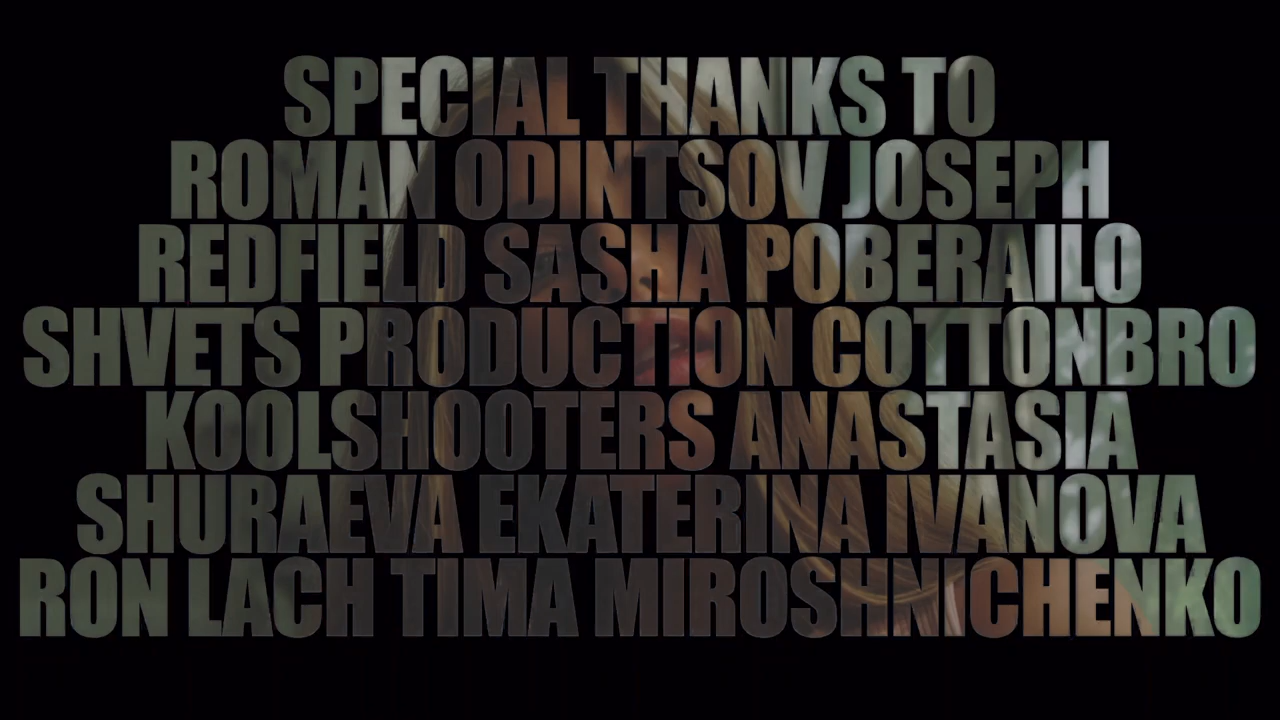 SPECIAL THANKS TO
ROMAN ODINTSOV JOSEPH
REDFIELD SASHA POBERAILO
SHVETS PRODUCTION COTTONBRO
KOOLSHOOTERS ANASTASIA
SHURAEVA EKATERINA IVANOVA
RON LACH TIMA MIROSHNICHENKO